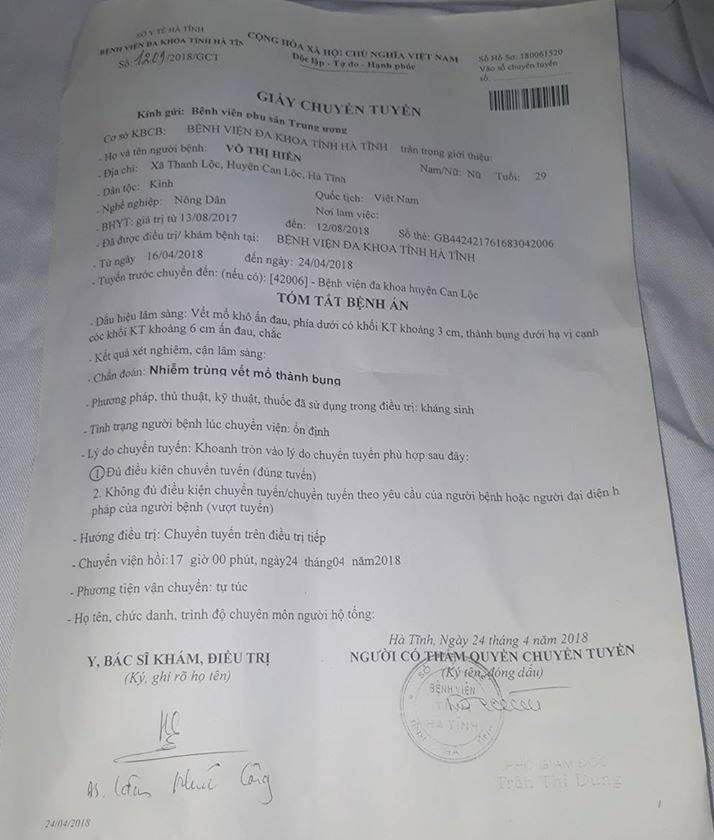 SỞ Y TẾ HÀ TĨNH
BỆNH VIỆN ĐA KHOA TỈNH HÀ TĨN
Số: 1209/2018/GCT
CỘNG HÒA XÃ HỘI CHỦ NGHĨA VIỆT NAM
Độc lập - Tự do - Hạnh phúc
Số Hồ Sơ: 180061520
Vào sổ chuyển tuyến
số:
GIẤY CHUYỂN TUYẾN
Kính gửi: Bệnh viện phụ sản Trung ương
Cơ sở KBCB: BỆNH VIỆN ĐA KHOA TỈNH HÀ TĨNH trân trọng giới thiệu:
- Họ và tên người bệnh: VÕ THỊ HIỀN Nam/Nữ: Nữ Tuổi: 29
- Địa chỉ: Xã Thanh Lộc, Huyện Can Lộc, Hà Tĩnh
- Dân tộc: Kinh Quốc tịch: Việt Nam
- Nghề nghiệp: Nông Dân Nơi làm việc:
- BHYT: giá trị từ 13/08/2017 đến: 12/08/2018 Số thẻ: GB442421761683042006
- Đã được điều trị/ khám bệnh tại: BỆNH VIỆN ĐA KHOA TỈNH HÀ TĨNH
- Từ ngày 16/04/2018 đến ngày: 24/04/2018
- Tuyến trước chuyển đến: (nếu có): [42006] - Bệnh viện đa khoa huyện Can Lộc
TÓM TẮT BỆNH ÁN
- Dấu hiệu lâm sàng: Vết mổ khô ấn đau, phía dưới có khối KT khoảng 3 cm, thành bụng dưới hạ vị cạnh
cóc khối KT khoảng 6 cm ấn đau, chắc
- Kết quả xét nghiệm, cận lâm sàng:
- Chẩn đoán: Nhiễm trùng vết mổ thành bụng
- Phương pháp, thủ thuật, kỹ thuật, thuốc đã sử dụng trong điều trị: kháng sinh
- Tình trạng người bệnh lúc chuyển viện: ổn định
- Lý do chuyển tuyến: Khoanh tròn vào lý do chuyển tuyến phù hợp sau đây:
1 Đủ điều kiện chuyển tuyến (đúng tuyến)
2. Không đủ điều kiện chuyển tuyến/chuyển tuyến theo yêu cầu của người bệnh hoặc người đại diện h
pháp của người bệnh (vượt tuyến)
- Hướng điều trị: Chuyển tuyến trên điều trị tiếp
- Chuyển viện hồi:17 giờ 00 phút, ngày24 tháng04 năm2018
- Phương tiện vận chuyển: tự túc
- Họ tên, chức danh, trình độ chuyên môn người hộ tống:
Hà Tĩnh, Ngày 24 tháng 4 năm 2018
Y, BÁC SĨ KHÁM, ĐIỀU TRỊ
(Ký, ghi rõ họ tên)
NGƯỜI CÓ THẨM QUYỀN CHUYỂN TUYẾN
(Ký tên, đóng dấu)
BỆNH VIỆN
HÀ TĨNH
PHÓ GIÁM ĐỐC
Trần Thị Dung
24/04/2018